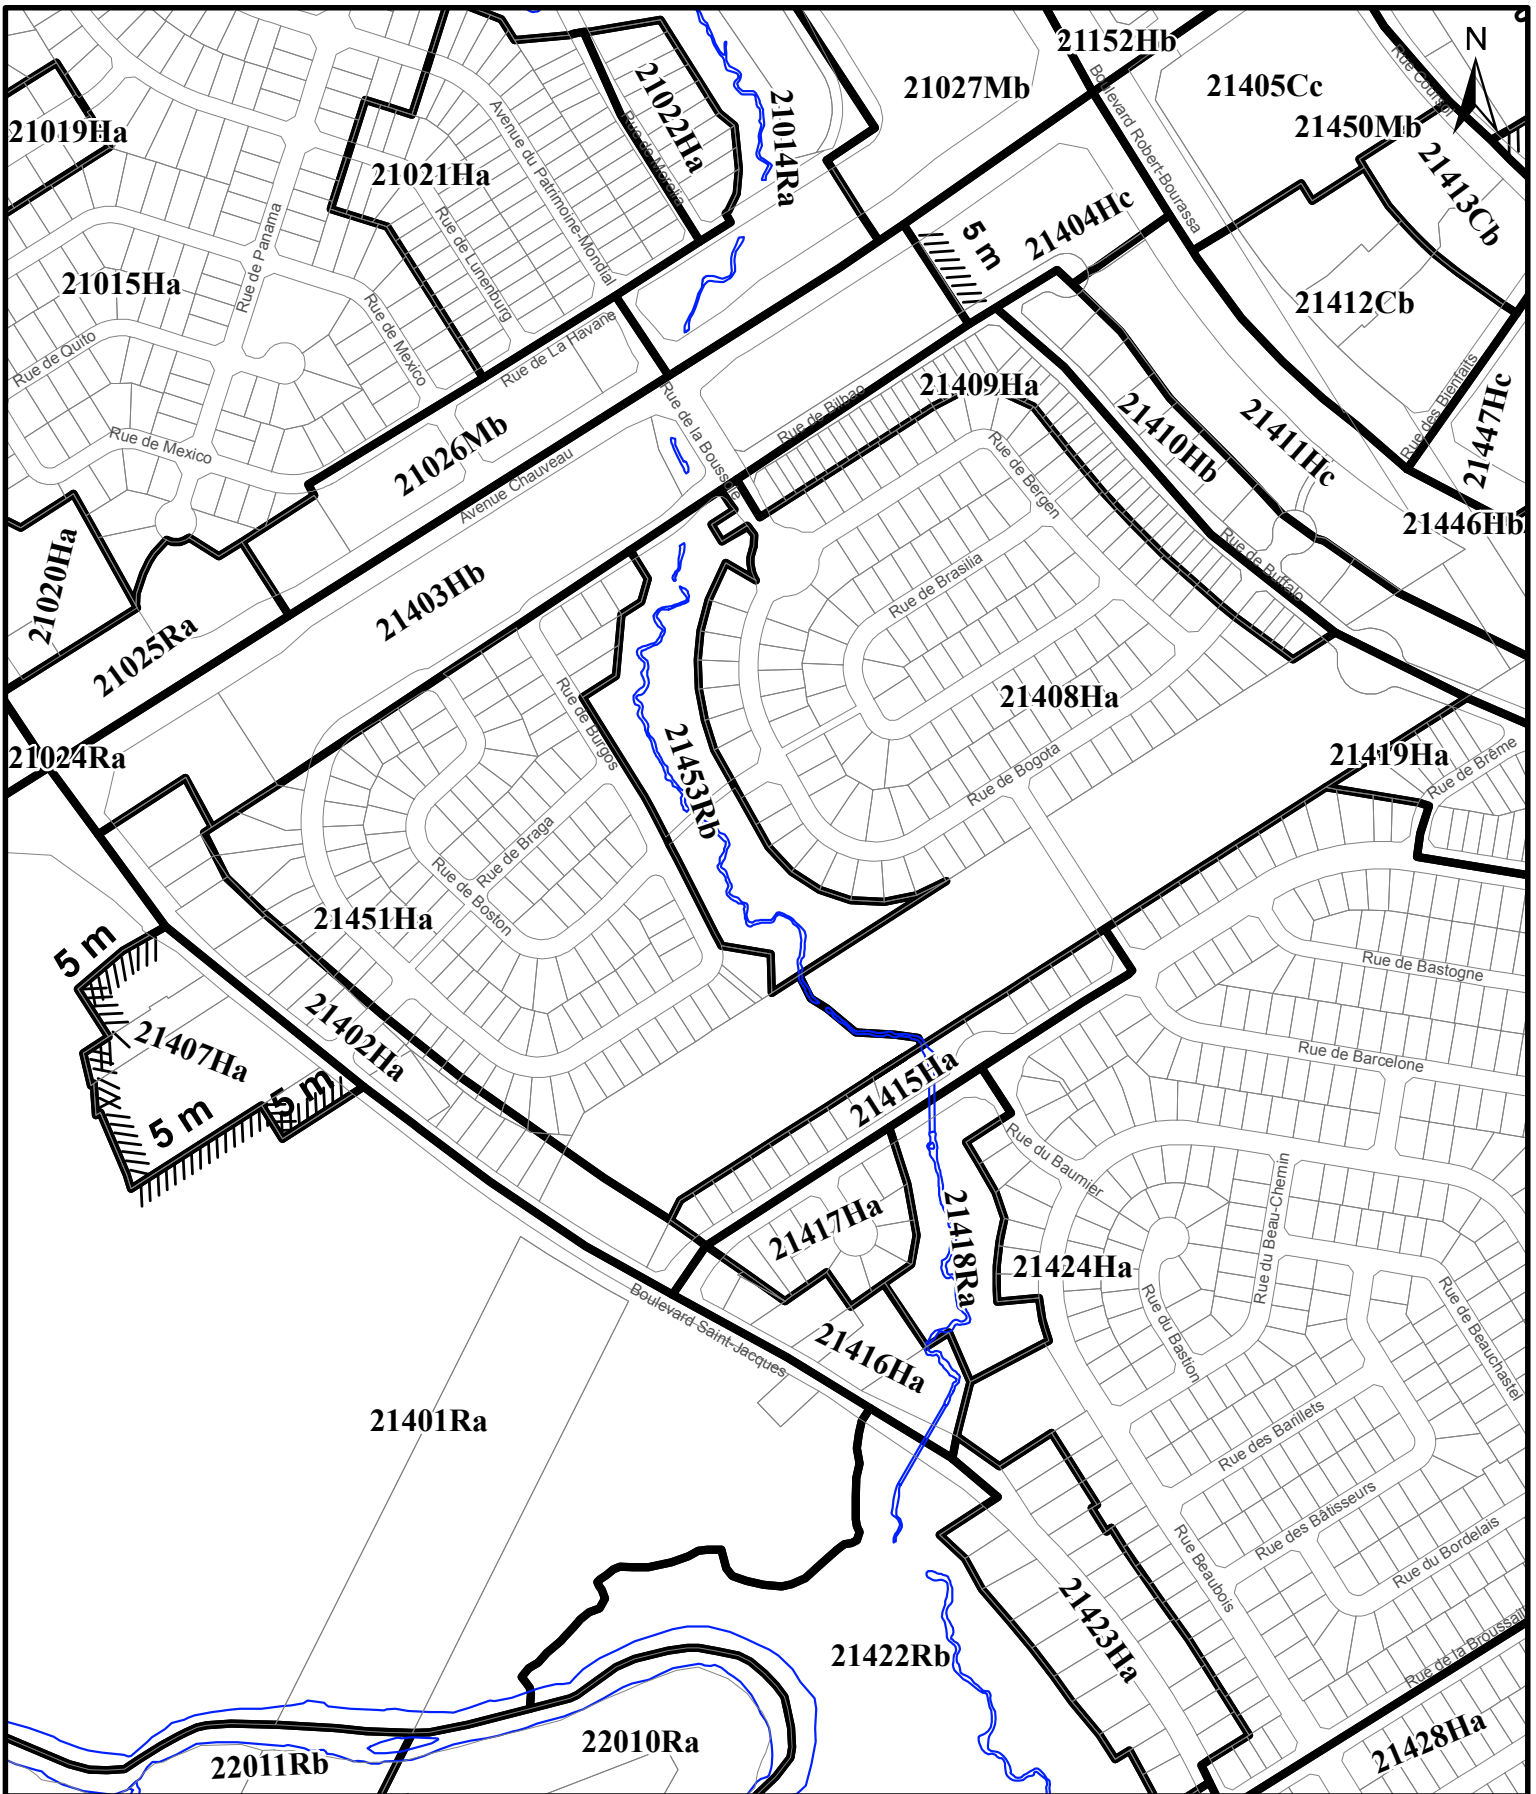 21152Hb
Rue Courson
N
21022Ha
21014Ra
21027Mb
21405Cc
21019Ha
21450Mb
Boulevard Robert-Bourassa
21021Ha
Avenue du Patrimoine-Mondial
Rue de Morelia
21413Cb
21404Hc
5 m
Rue de Panama
Rue de Lunenburg
21015Ha
21412Cb
Rue de Mexico
Rue de Quito
Rue de La Havane
21409Ha
Rue des Bienfaits
21447Hc
Rue de Bilbao
Rue de la Boussole
21410Hb
21411Hc
Rue de Mexico
21026Mb
Avenue Chauveau
Rue de Bergen
21446Hb
21020Ha
21403Hb
Rue de Brasilia
Rue de Buffalo
21025Ra
21408Ha
Rue de Burgos
21024Ra
21453Rb
Rue de Bogota
21419Ha
Rue de Brême
Rue de Braga
Rue de Boston
21451Ha
5 m
Rue de Bastogne
21407Ha
21402Ha
Rue de Barcelone
5 m
5 m
21415Ha
Rue du Baumier
21417Ha
21418Ra
21424Ha
Rue du Beau-Chemin
Rue du Bastion
Rue de Beauchastel
Boulevard Saint-Jacques
21416Ha
21401Ra
Rue des Barillets
Rue des Bâtisseurs
Rue du Bordelais
Rue Beaubois
21423Ha
21422Rb
22010Ra
22011Rb
21428Ha